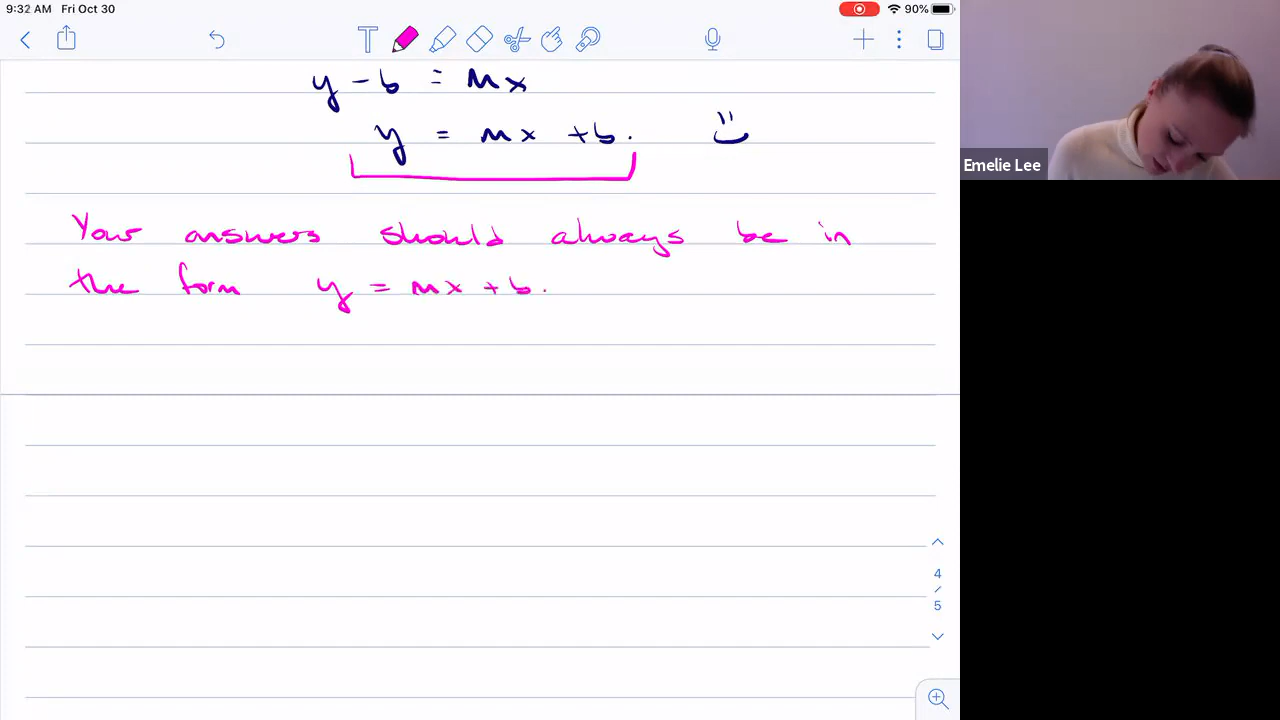 9:32 AM Fri Oct 30
90%
T
y - b = mx
y = mx + b.
Emelie Lee
Your answers should always be in
the form y = mx + b.
4
/
5